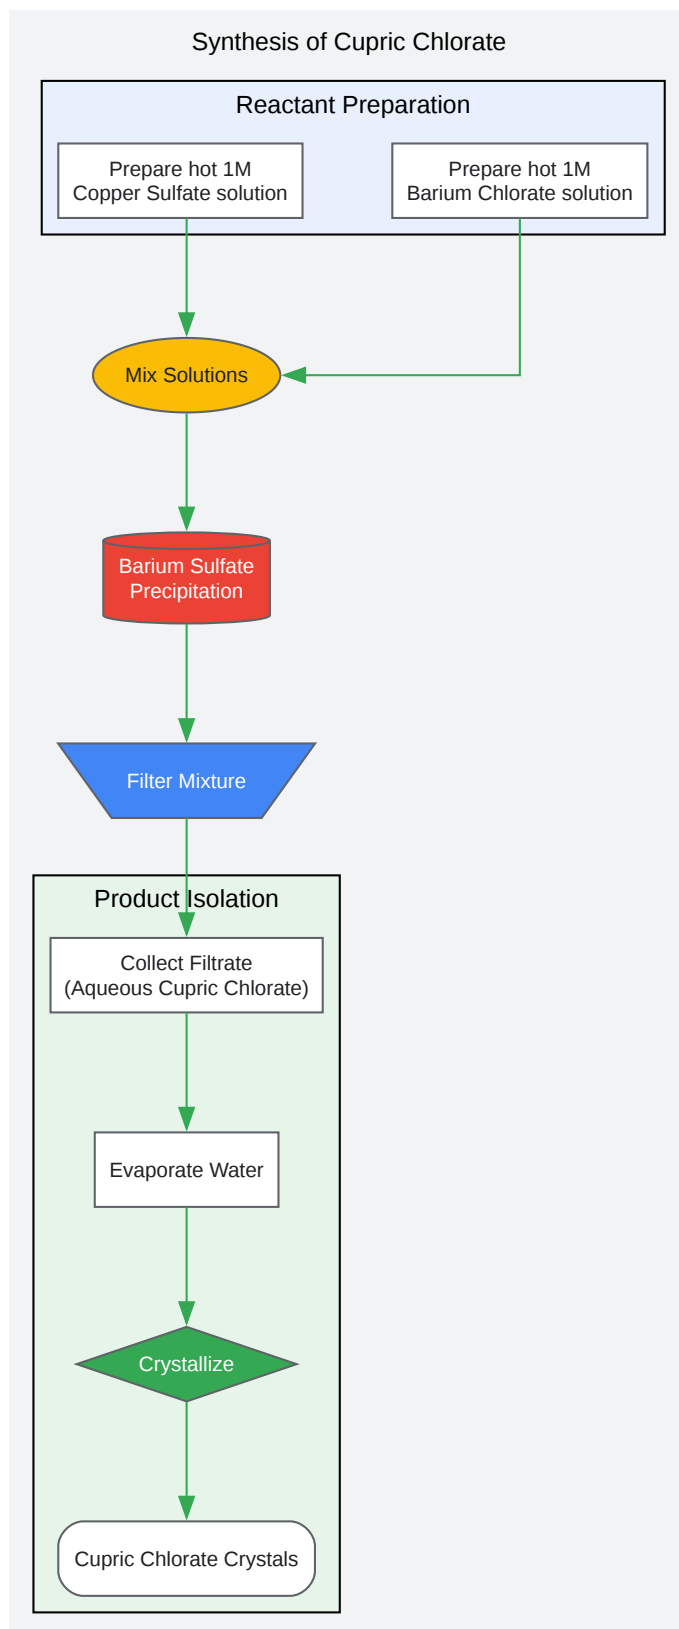 Synthesis of Cupric Chlorate
Reactant Preparation
Prepare hot 1M
Copper Sulfate solution
Prepare hot 1M
Barium Chlorate solution
Mix Solutions
Barium Sulfate
Precipitation
Filter Mixture
Product Isolation
Collect Filtrate
(Aqueous Cupric Chlorate)
Evaporate Water
Crystallize
Cupric Chlorate Crystals